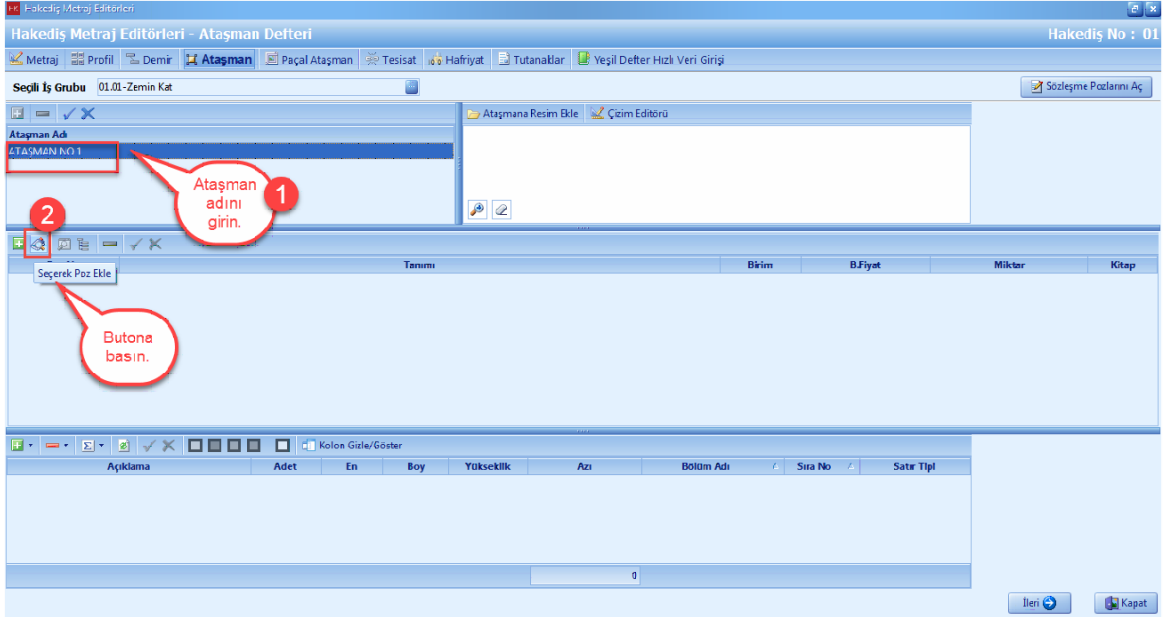 Hakediş Metraj Editörleri
Hakediş Metraj Editörleri - Ataşman Defteri Hakediş No : 01
Metraj Profil Demir Ataşman Paçal Ataşman Tesisat Hafriyat Tutanaklar Yeşil Defter Hızlı Veri Girişi
Seçili İş Grubu 01.01-Zemin Kat Sözleşme Pozlarını Aç
Ataşmana Resim Ekle Çizim Editörü
Ataşman Adı
ATAŞMAN NO 1
Ataşman
adını
girin.
1
2
Tanımı Birim B.Fiyat Miktar Kitap
Seçerek Poz Ekle
Butona
basın.
Kolon Gizle/Göster
Açıklama Adet En Boy Yükseklik Azı Bölüm Adı Sıra No Satır Tipi
0
İleri Kapat